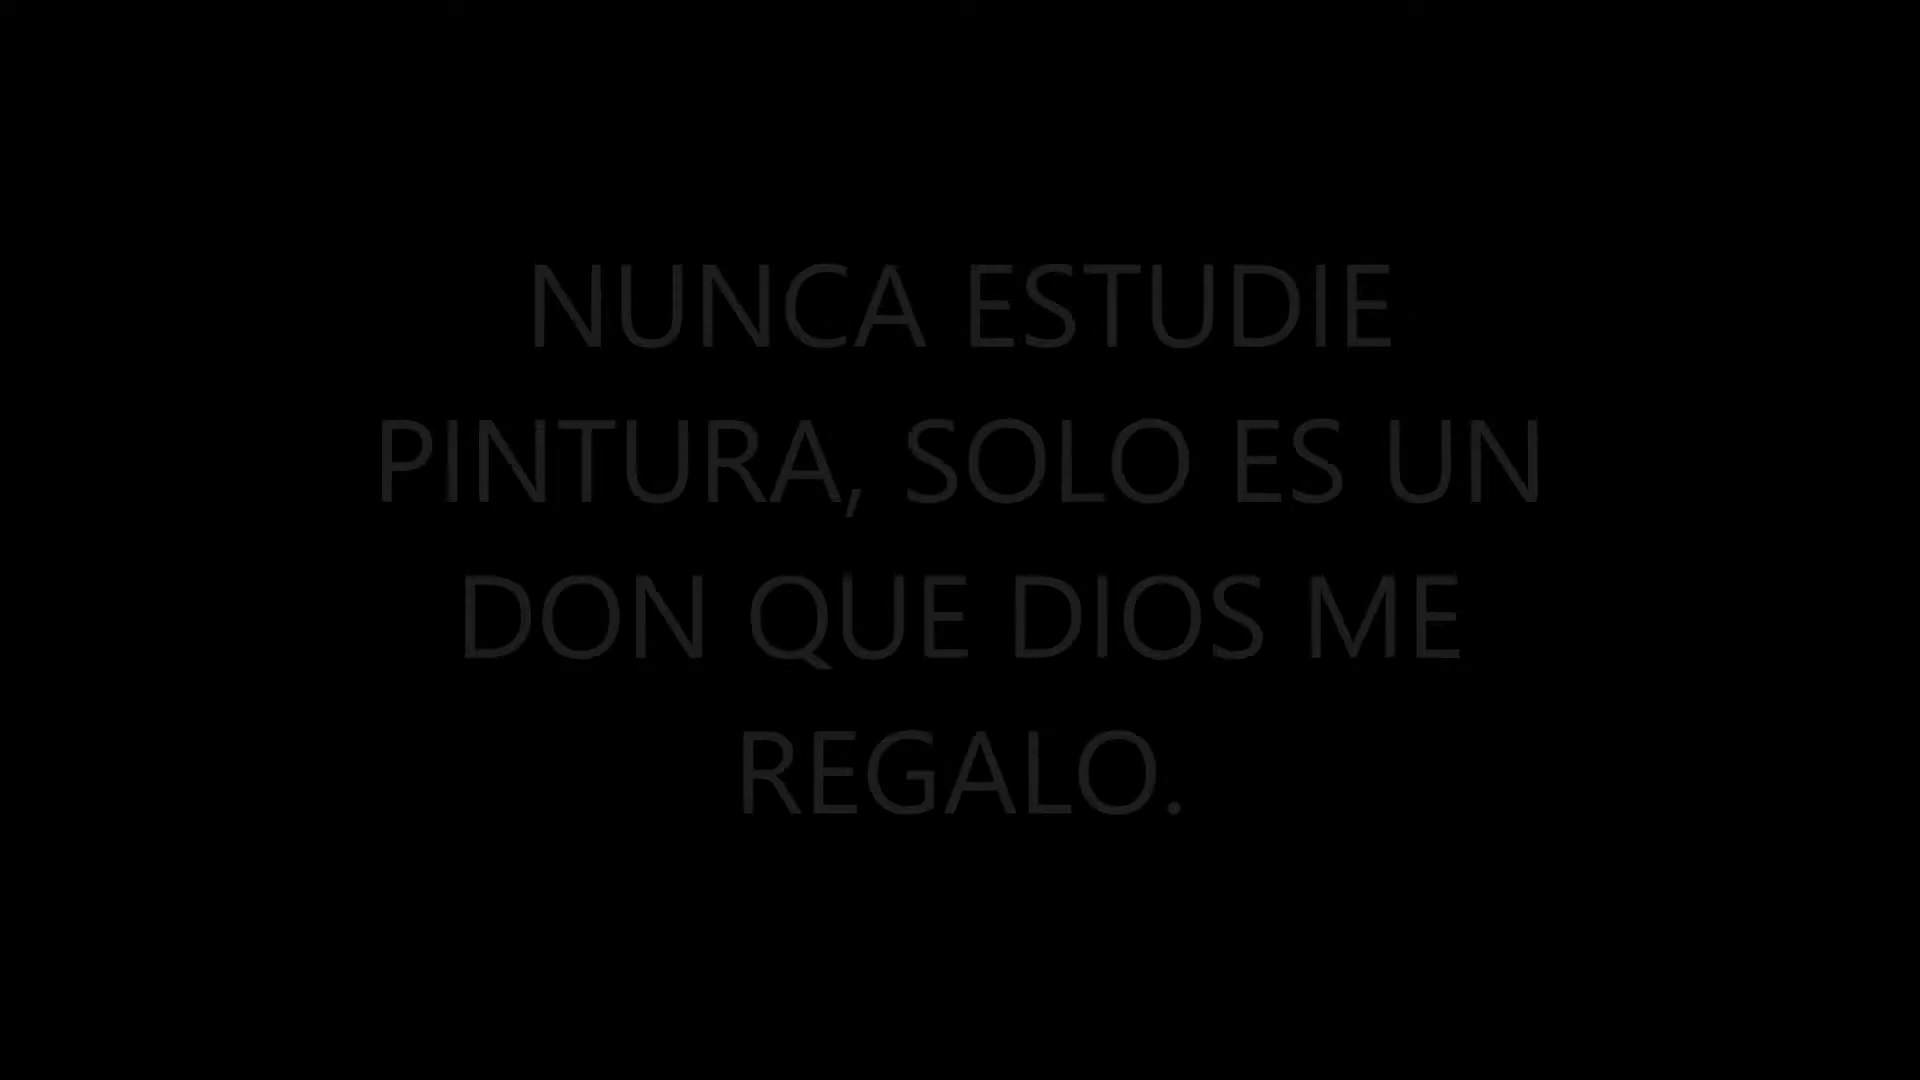 NUNCA ESTUDIE
PINTURA, SOLO ES UN
DON QUE DIOS ME
REGALO.